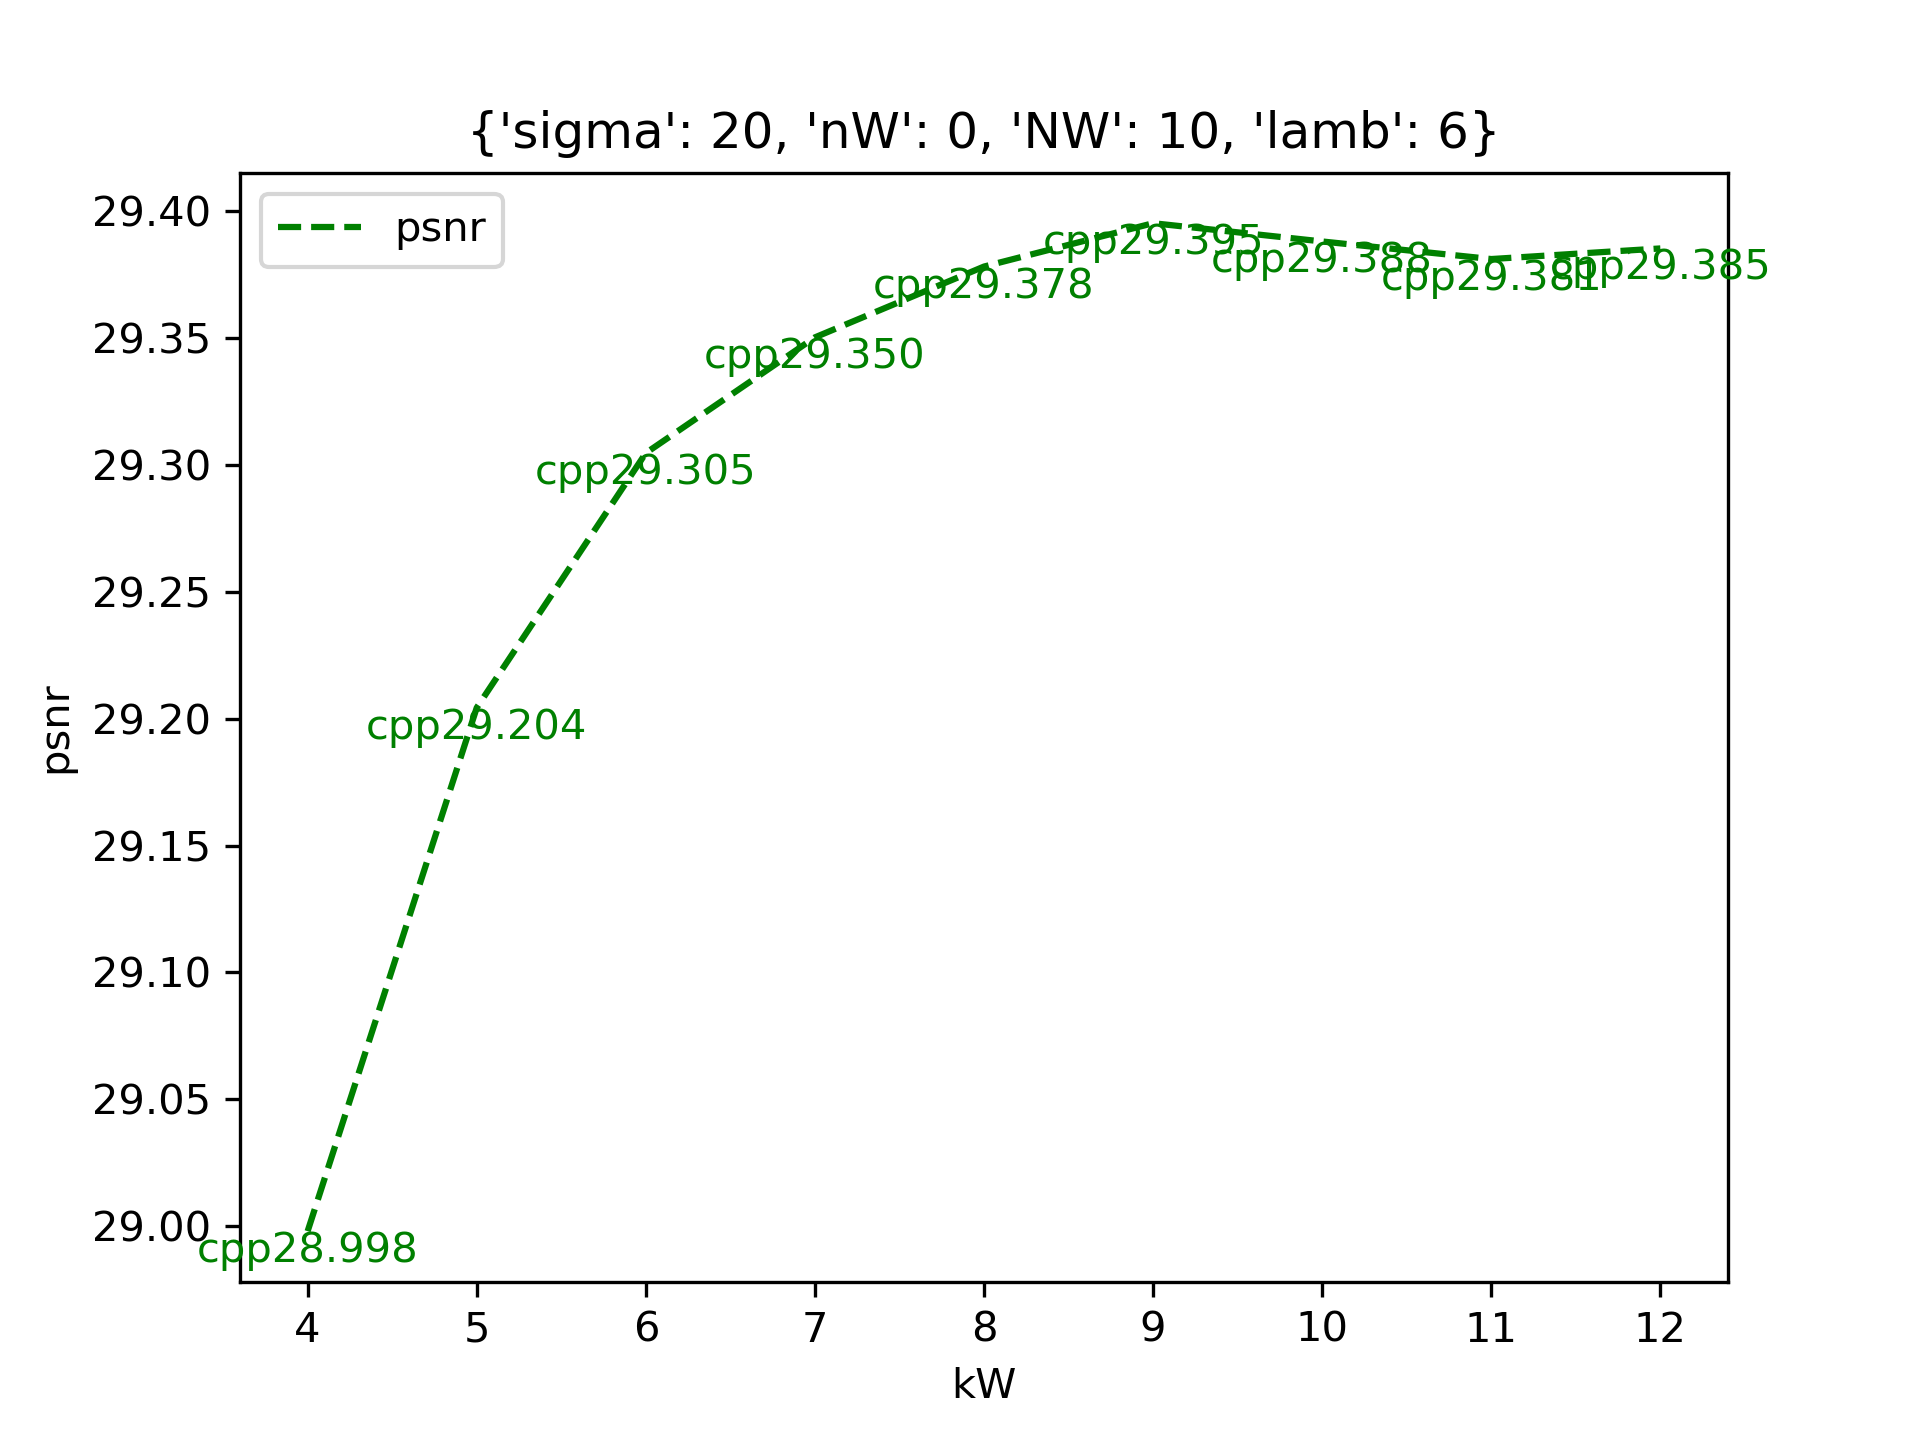 {'sigma': 20, 'nW': 0, 'NW': 10, 'lamb': 6}
psnr
29.40
29.35
29.30
29.25
29.20
29.15
29.10
29.05
29.00
psnr
cpp28.998
cpp29.204
cpp29.305
cpp29.350
cpp29.378
cpp29.395
cpp29.388
cpp29.381
cpp29.385
4 5 6 7 8 9 10 11 12
kW